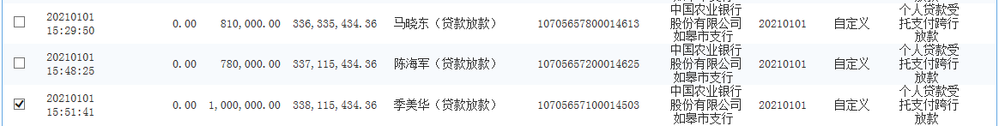 20210101
15:29:50
0.00 810,000.00 336,335,434.36 马晓东（贷款放款） 10705657800014613
中国农业银行
股份有限公司
如皋市支行
20210101 自定义
个人贷款受
托支付跨行
放款
20210101
15:48:25
0.00 780,000.00 337,115,434.36 陈海军（贷款放款） 10705657200014625
中国农业银行
股份有限公司
如皋市支行
20210101 自定义
个人贷款受
托支付跨行
放款
20210101
15:51:41
0.00 1,000,000.00 338,115,434.36 季美华（贷款放款） 10705657100014503
中国农业银行
股份有限公司
如皋市支行
20210101 自定义
个人贷款受
托支付跨行
放款